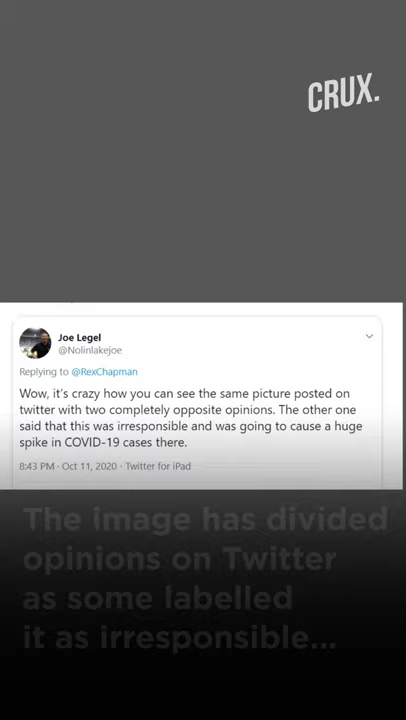 CRUX.
Joe Legel
@Nolinlakejoe
Replying to @RexChapman
Wow, it's crazy how you can see the same picture posted on
twitter with two completely opposite opinions. The other one
said that this was irresponsible and was going to cause a huge
spike in COVID-19 cases there.
8:43 PM · Oct 11, 2020 · Twitter for iPad
The image has divided
opinions on Twitter
as some labelled
it as irresponsible...